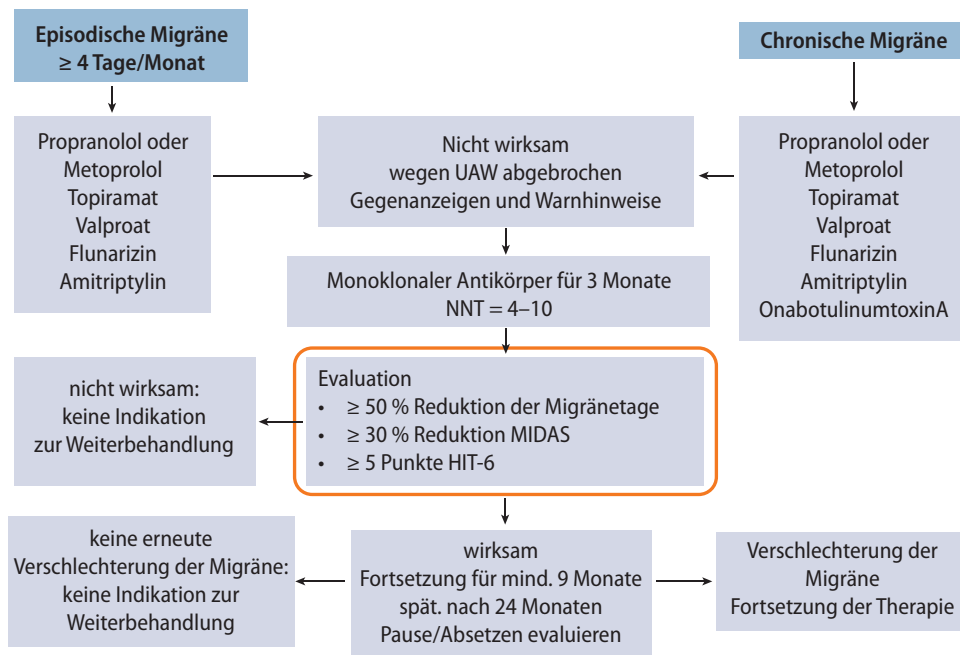 Episodische Migräne
≥ 4 Tage/Monat
Chronische Migräne
Propranolol oder
Metoprolol
Topiramat
Valproat
Flunarizin
Amitriptylin
Nicht wirksam
wegen UAW abgebrochen
Gegenanzeigen und Warnhinweise
Propranolol oder
Metoprolol
Topiramat
Valproat
Flunarizin
Amitriptylin
OnabotulinumtoxinA
Monoklonaler Antikörper für 3 Monate
NNT = 4–10
nicht wirksam:
keine Indikation
zur Weiterbehandlung
Evaluation
• ≥ 50 % Reduktion der Migränetage
• ≥ 30 % Reduktion MIDAS
• ≥ 5 Punkte HIT-6
keine erneute
Verschlechterung der Migräne:
keine Indikation zur
Weiterbehandlung
wirksam
Fortsetzung für mind. 9 Monate
spät. nach 24 Monaten
Pause/Absetzen evaluieren
Verschlechterung der
Migräne
Fortsetzung der Therapie